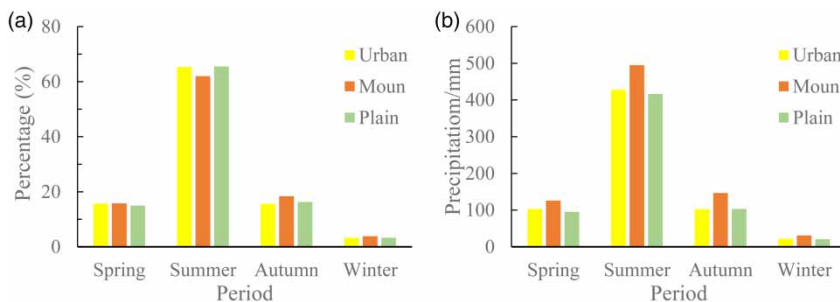 (a)
80
60
40
20
0
Percentage (%)
Urban
Moun
Plain
Spring Summer Autumn Winter
Period
(b)
600
500
400
300
200
100
0
Precipitatiom/mm
Urban
Moun
Plain
Spring Summer Autumn Winter
Period